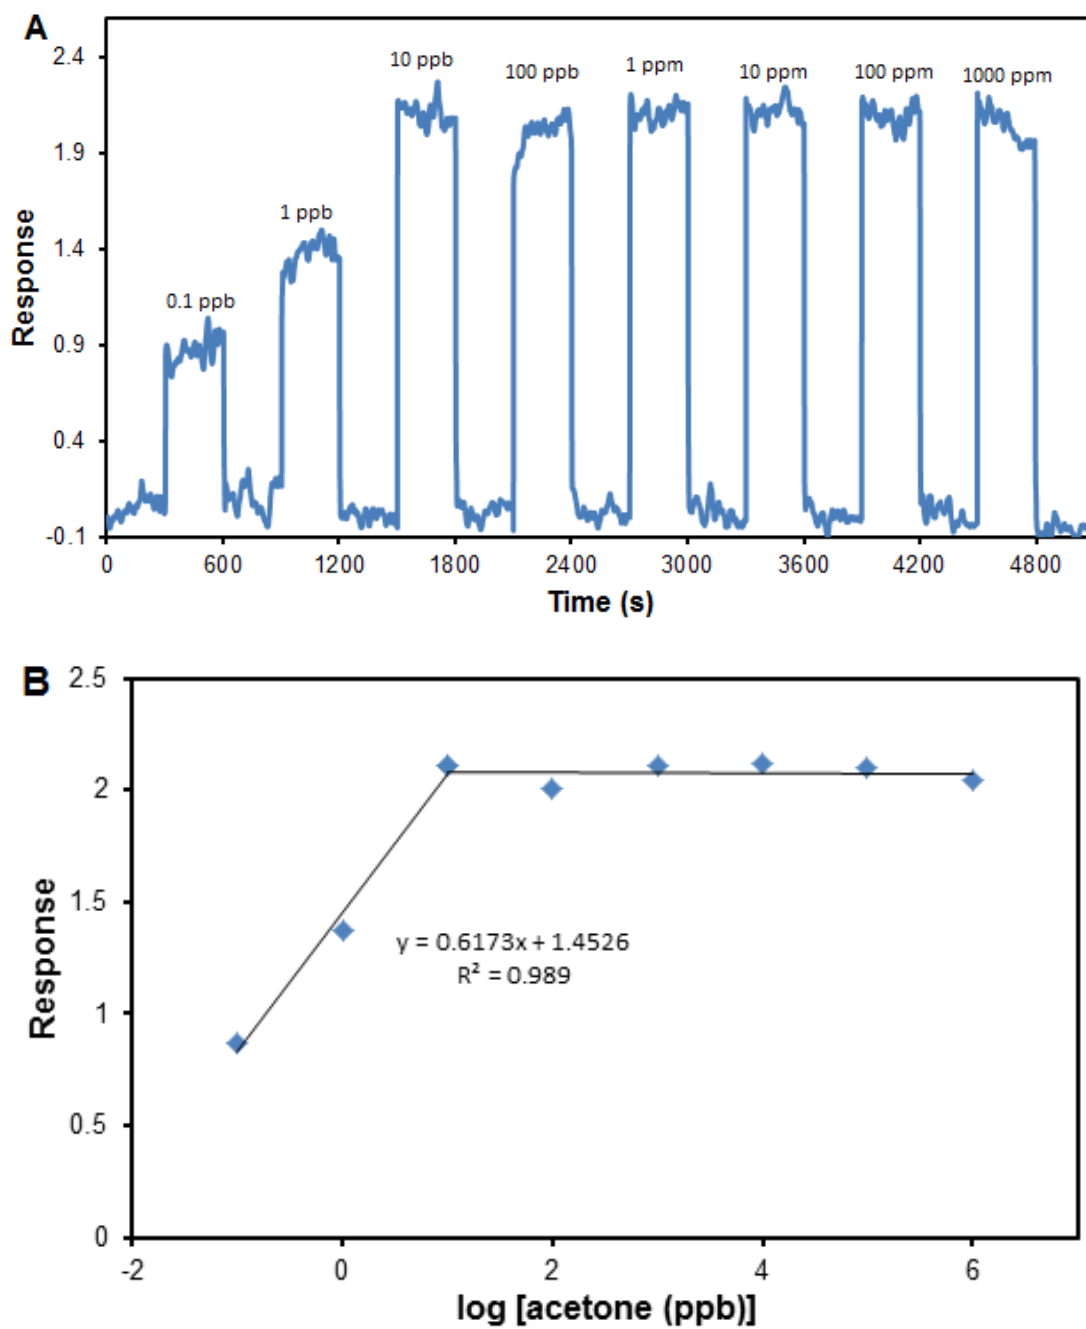 A
2.4
1.9
1.4
0.9
0.4
-0.1
Response
0.1 ppb
1 ppb
10 ppb
100 ppb
1 ppm
10 ppm
100 ppm
1000 ppm
0 600 1200 1800 2400 3000 3600 4200 4800
Time (s)
B
2.5
2
1.5
1
0.5
0
Response
y = 0.6173x + 1.4526
R² = 0.989
-2 0 2 4 6
log [acetone (ppb)]